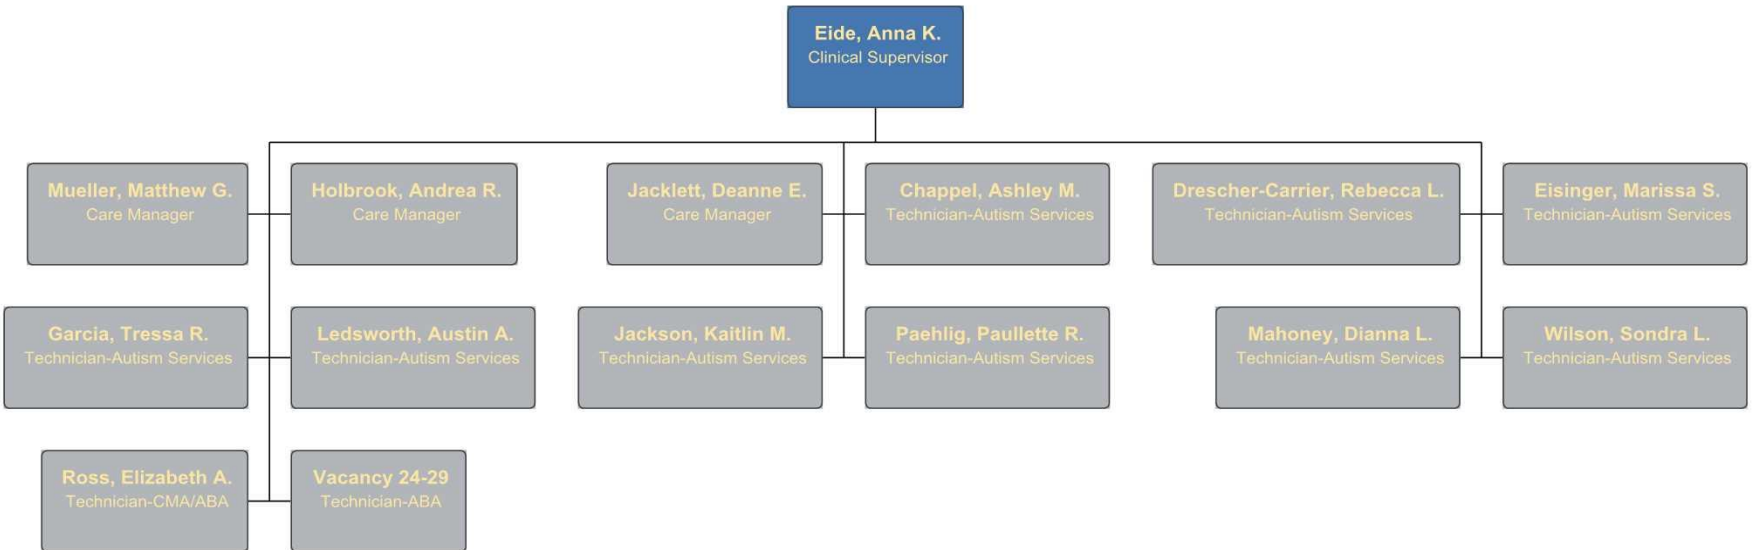 Eide, Anna K.
Clinical Supervisor
Mueller, Matthew G.
Care Manager
Holbrook, Andrea R.
Care Manager
Jacklett, Deanne E.
Care Manager
Chappel, Ashley M.
Technician-Autism Services
Drescher-Carrier, Rebecca L.
Technician-Autism Services
Eisinger, Marissa S.
Technician-Autism Services
Garcia, Tressa R.
Technician-Autism Services
Ledsworth, Austin A.
Technician-Autism Services
Jackson, Kaitlin M.
Technician-Autism Services
Paehlig, Paullette R.
Technician-Autism Services
Mahoney, Dianna L.
Technician-Autism Services
Wilson, Sondra L.
Technician-Autism Services
Ross, Elizabeth A.
Technician-CMA/ABA
Vacancy 24-29
Technician-ABA